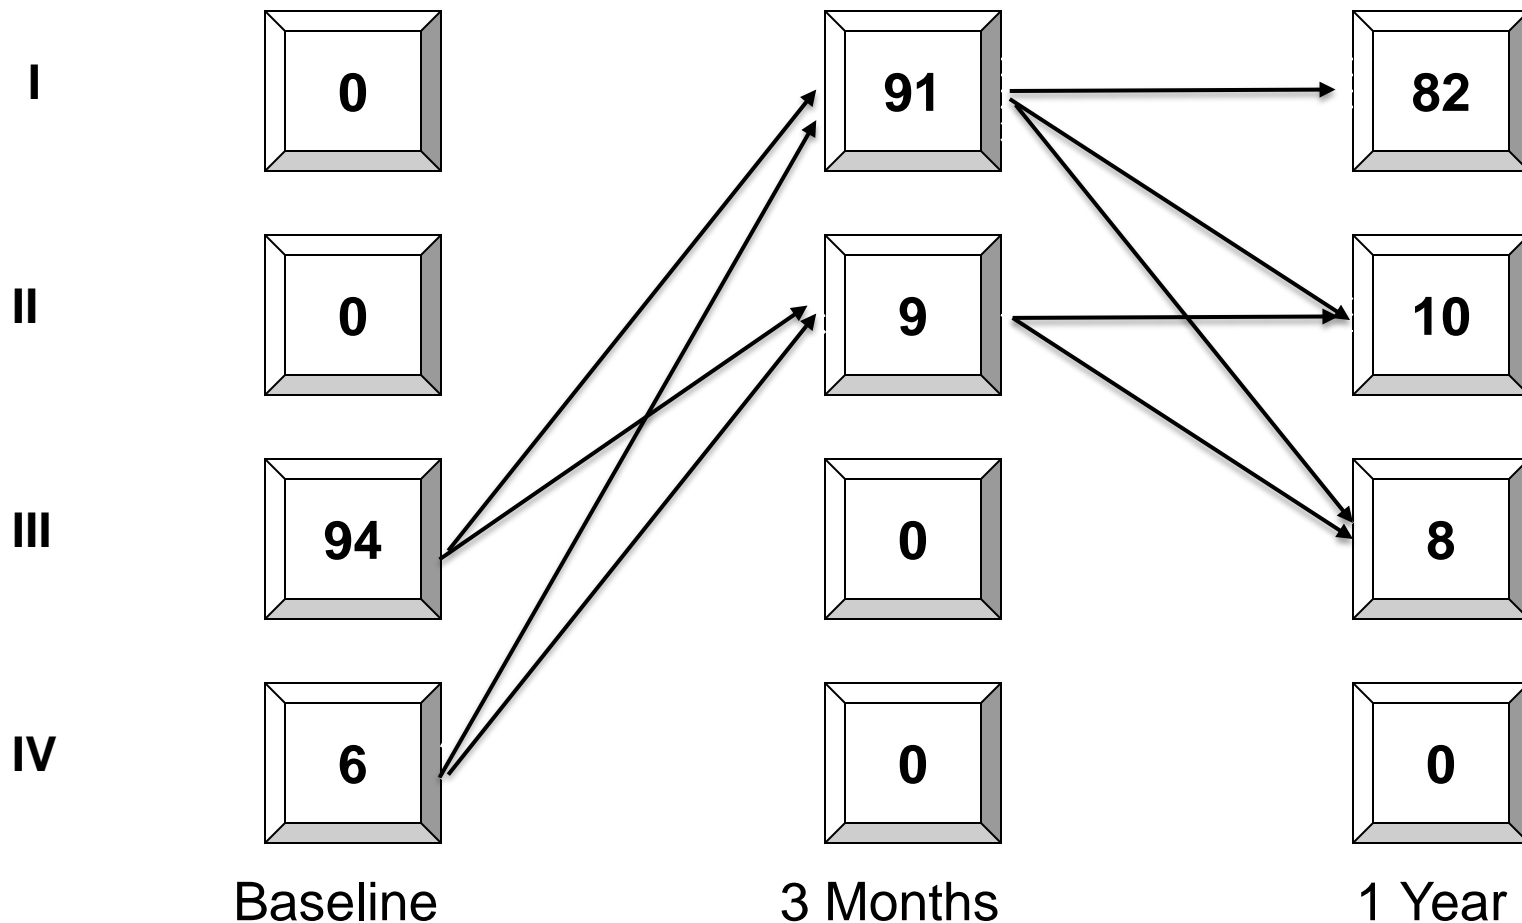 I 0 91 82
II 0 9 10
III 94 0 8
IV 6 0 0
Baseline 3 Months 1 Year